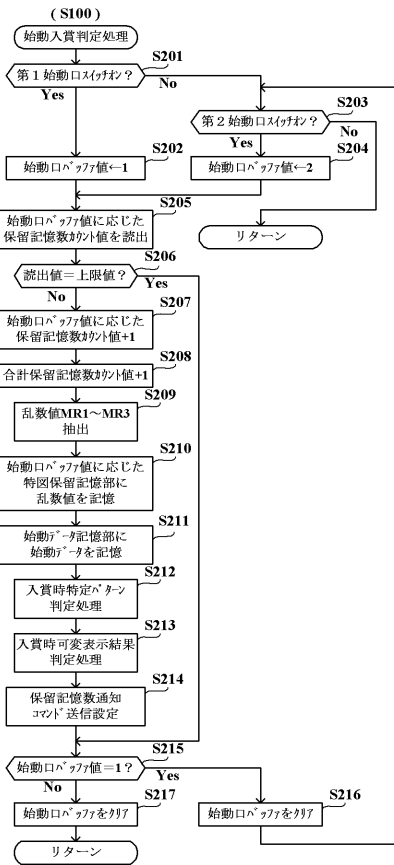 (S100)
始動入賞判定処理
S201
第1始動口スイッチオン?
No
Yes
S203
第2始動口スイッチオン?
No
Yes
S202
始動口バッファ値←1
S204
始動口バッファ値←2
S205
始動口バッファ値に応じた
保留記憶数カウント値を読出
リターン
S206
読出値=上限値?
Yes
No
S207
始動口バッファ値に応じた
保留記憶数カウント値+1
S208
合計保留記憶数カウント値+1
S209
乱数値MR1~MR3
抽出
S210
始動口バッファ値に応じた
特図保留記憶部に
乱数値を記憶
S211
始動データ記憶部に
始動データを記憶
S212
入賞時特定パターン
判定処理
S213
入賞時可変表示結果
判定処理
S214
保留記憶数通知
コマンド送信設定
S215
始動口バッファ値=1?
Yes
No
S217
始動口バッファをクリア
S216
始動口バッファをクリア
リターン